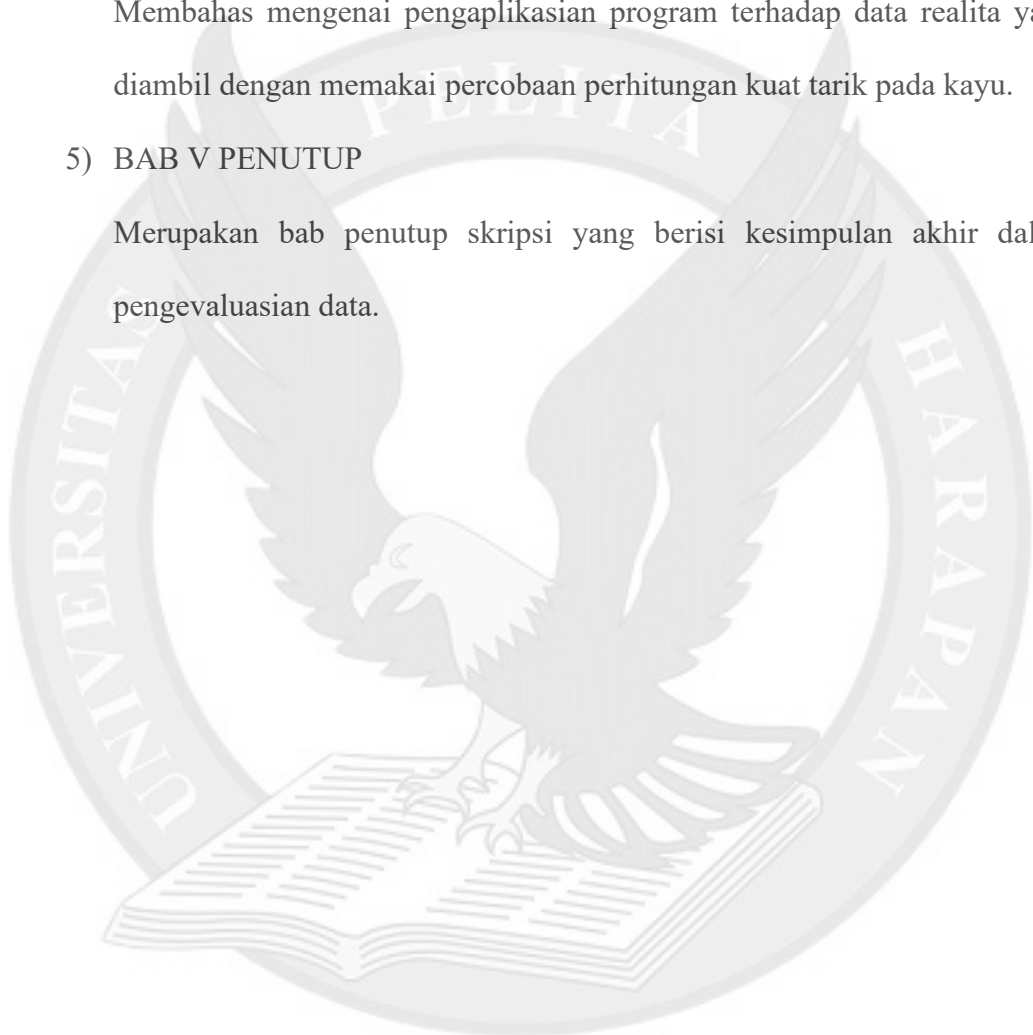 Membahas mengenai pengaplikasian program terhadap data realita
diambil dengan memakai percobaan perhitungan kuat tarik pada kayu.
5) BAB V PENUTUP
Merupakan bab penutup skripsi yang berisi kesimpulan akhir
pengevaluasian data.
UNIVERSITAS PELITA HARAPAN